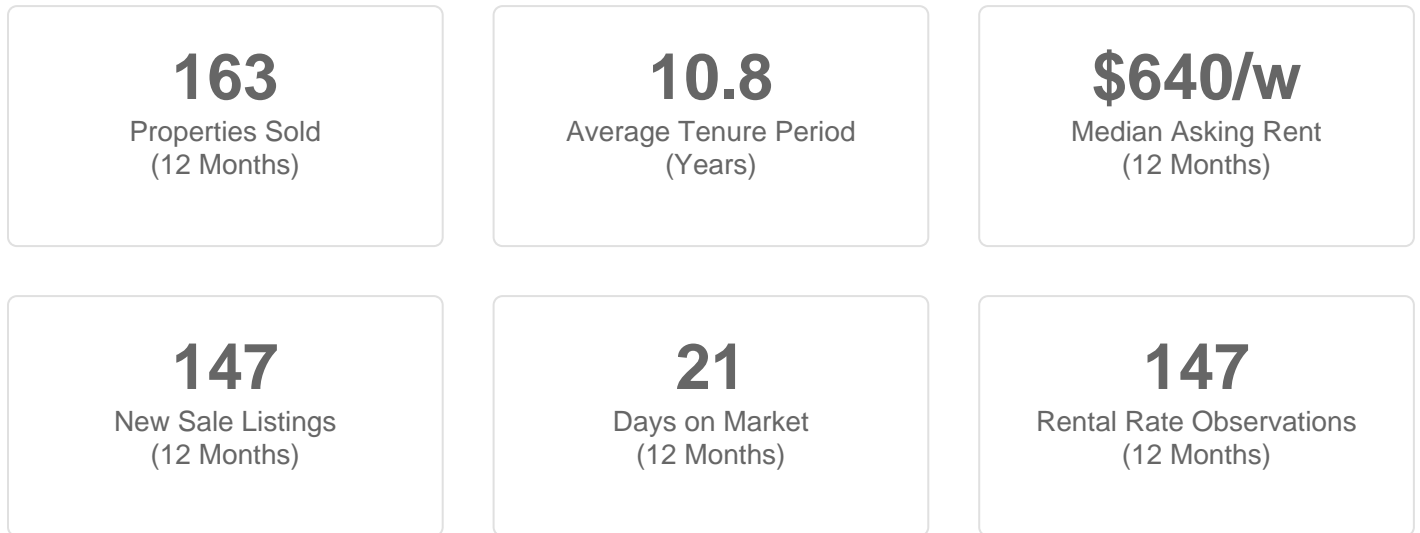 163
Properties Sold
(12 Months)
10.8
Average Tenure Period
(Years)
$640/w
Median Asking Rent
(12 Months)
147
New Sale Listings
(12 Months)
21
Days on Market
(12 Months)
147
Rental Rate Observations
(12 Months)